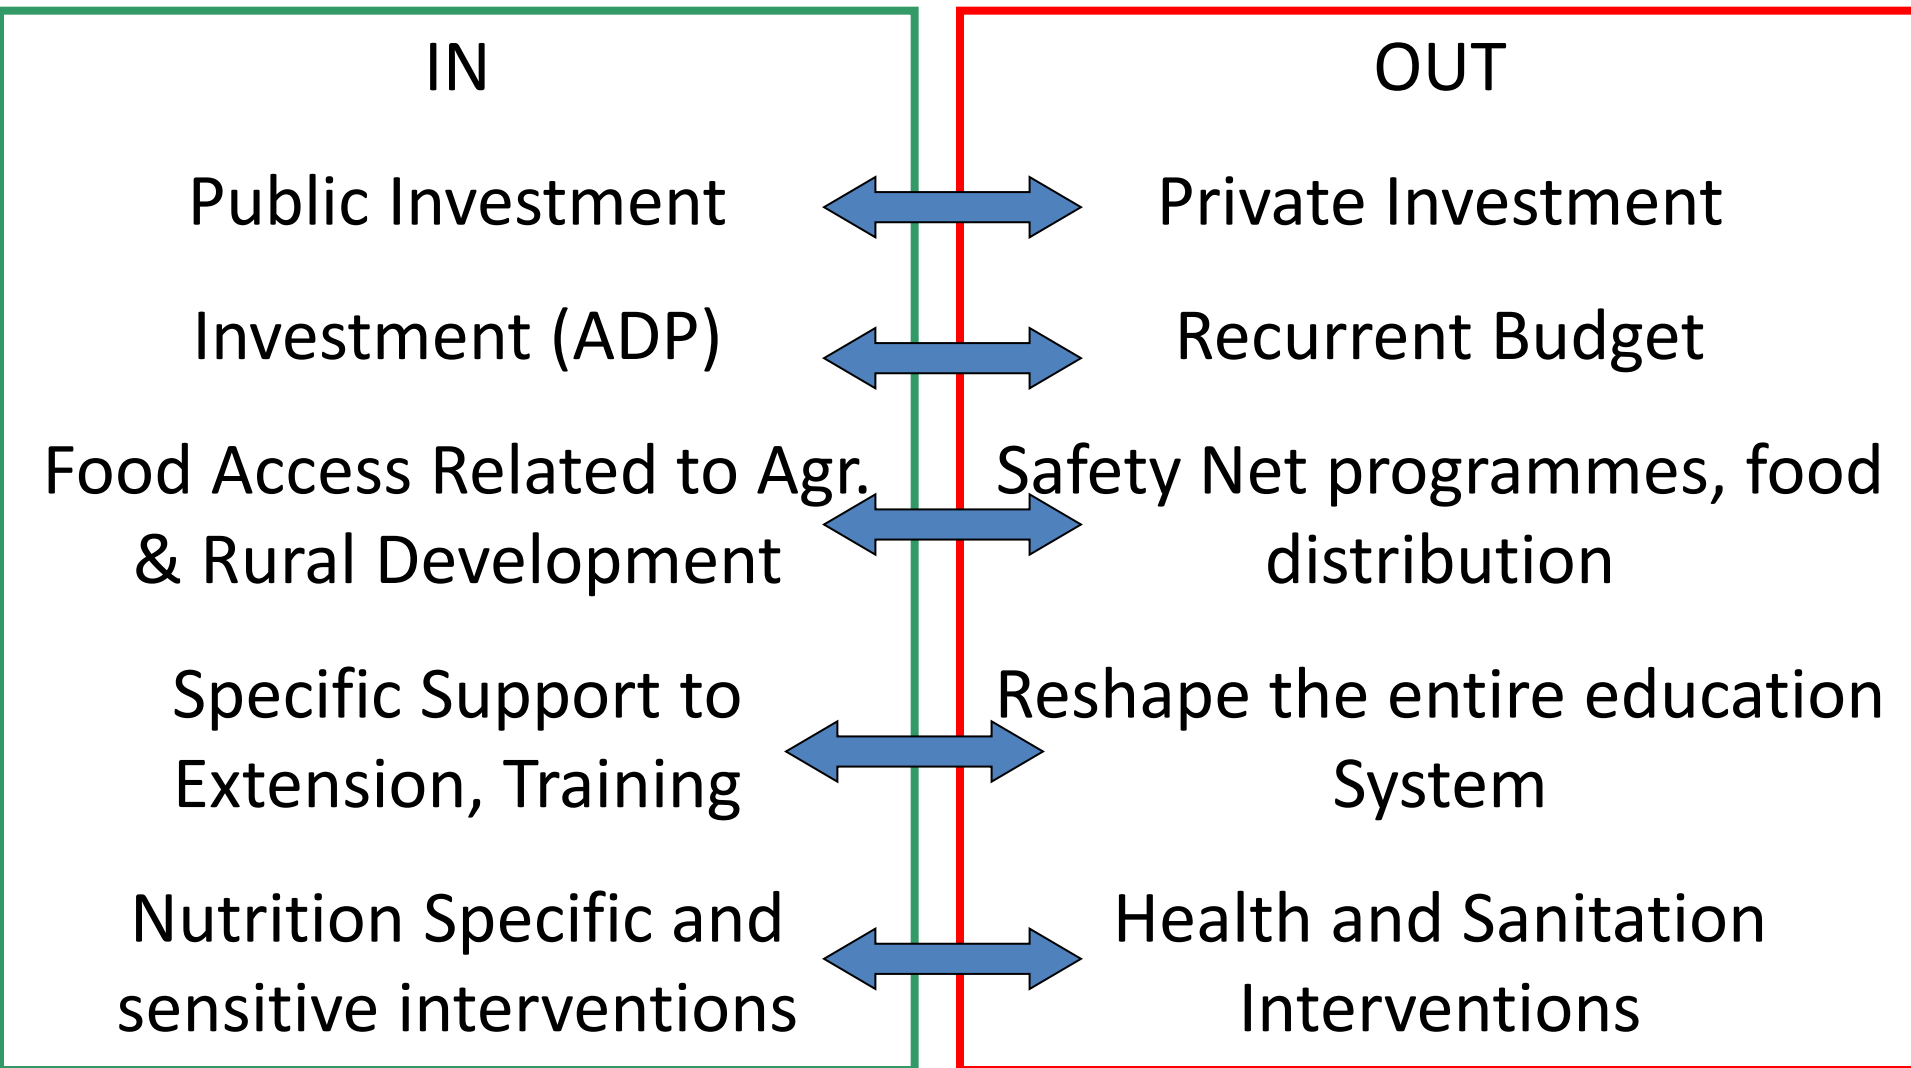 IN
Public Investment
Investment (ADP)
Food Access Related to Agr.
& Rural Development
Specific Support to
Extension, Training
Nutrition Specific and
sensitive interventions
OUT
Private Investment
Recurrent Budget
Safety Net programmes, food
distribution
Reshape the entire education
System
Health and Sanitation
Interventions